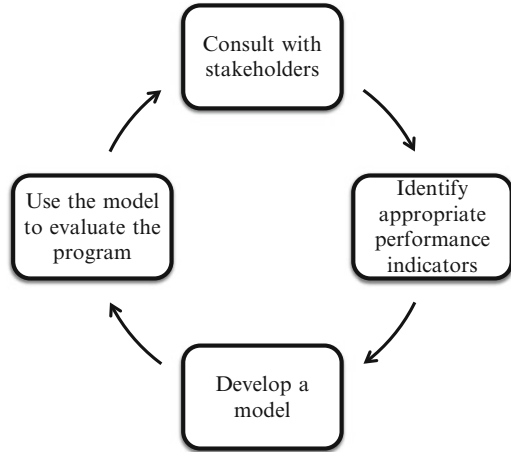 Consult with
stakeholders
Identify
appropriate
performance
indicators
Develop a
model
Use the model
to evaluate the
program